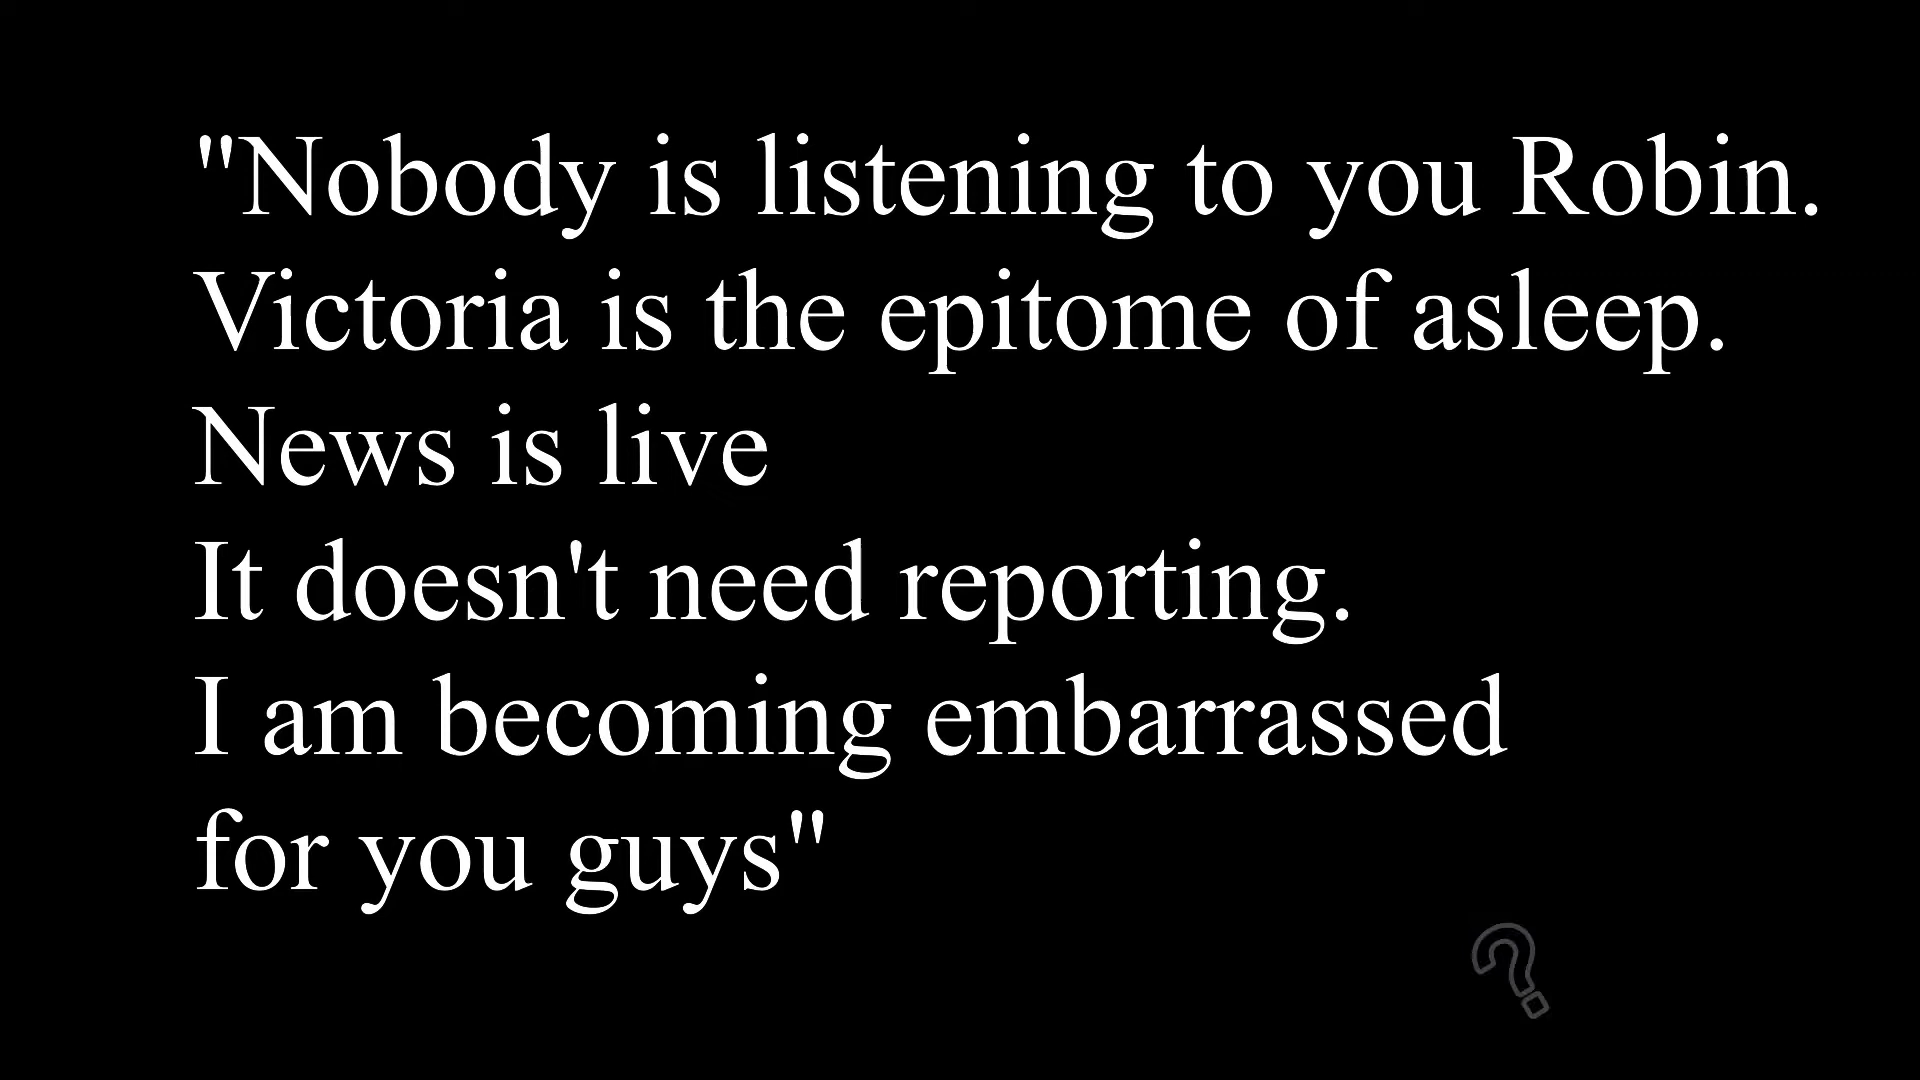 "Nobody is listening to you Robin.
Victoria is the epitome of asleep.
News is live
It doesn't need reporting.
I am becoming embarrassed
for you guys"
?